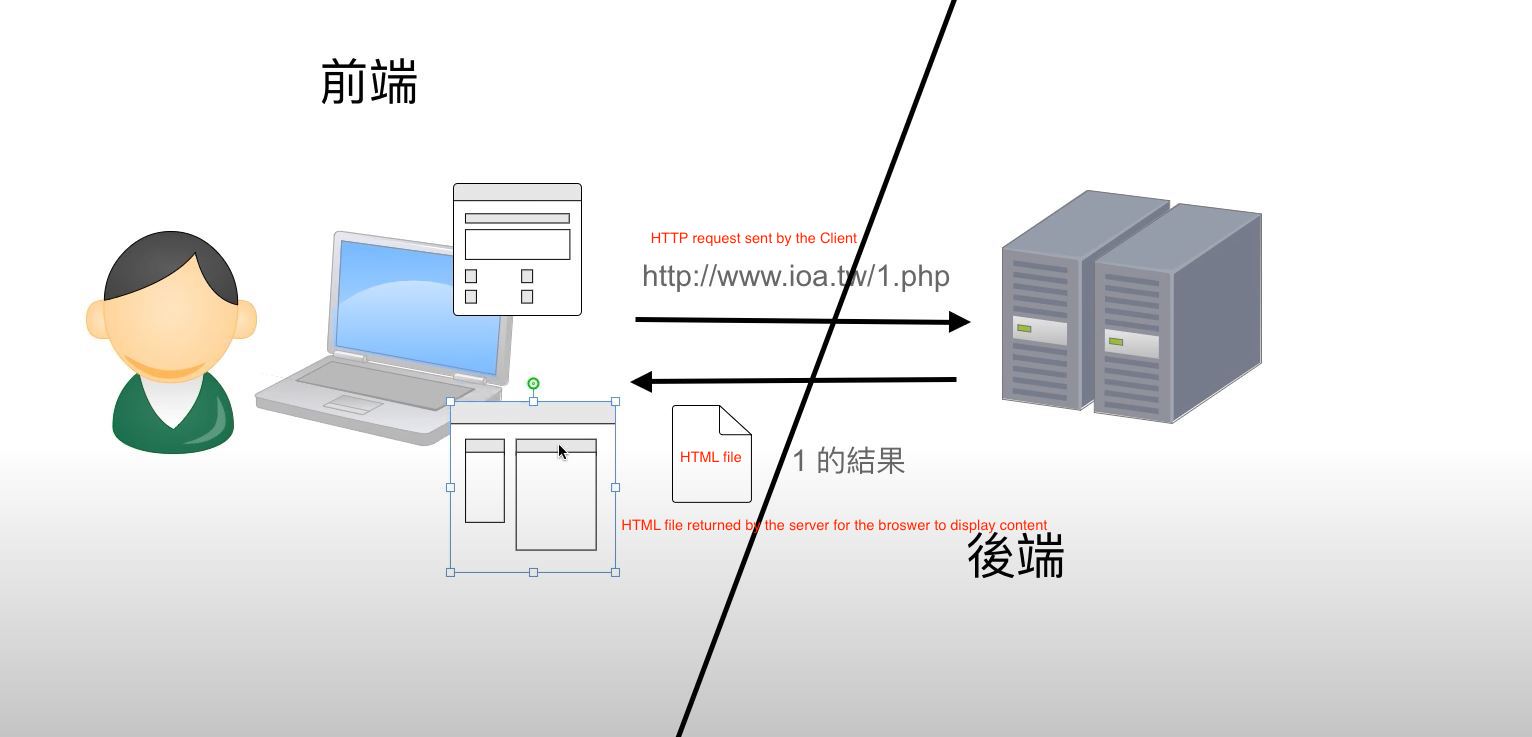 前端
HTTP request sent by the Client
http://www.ioa.tw/1.php
HTML file
1 的結果
HTML file returned by the server for the broswer to display content
後端